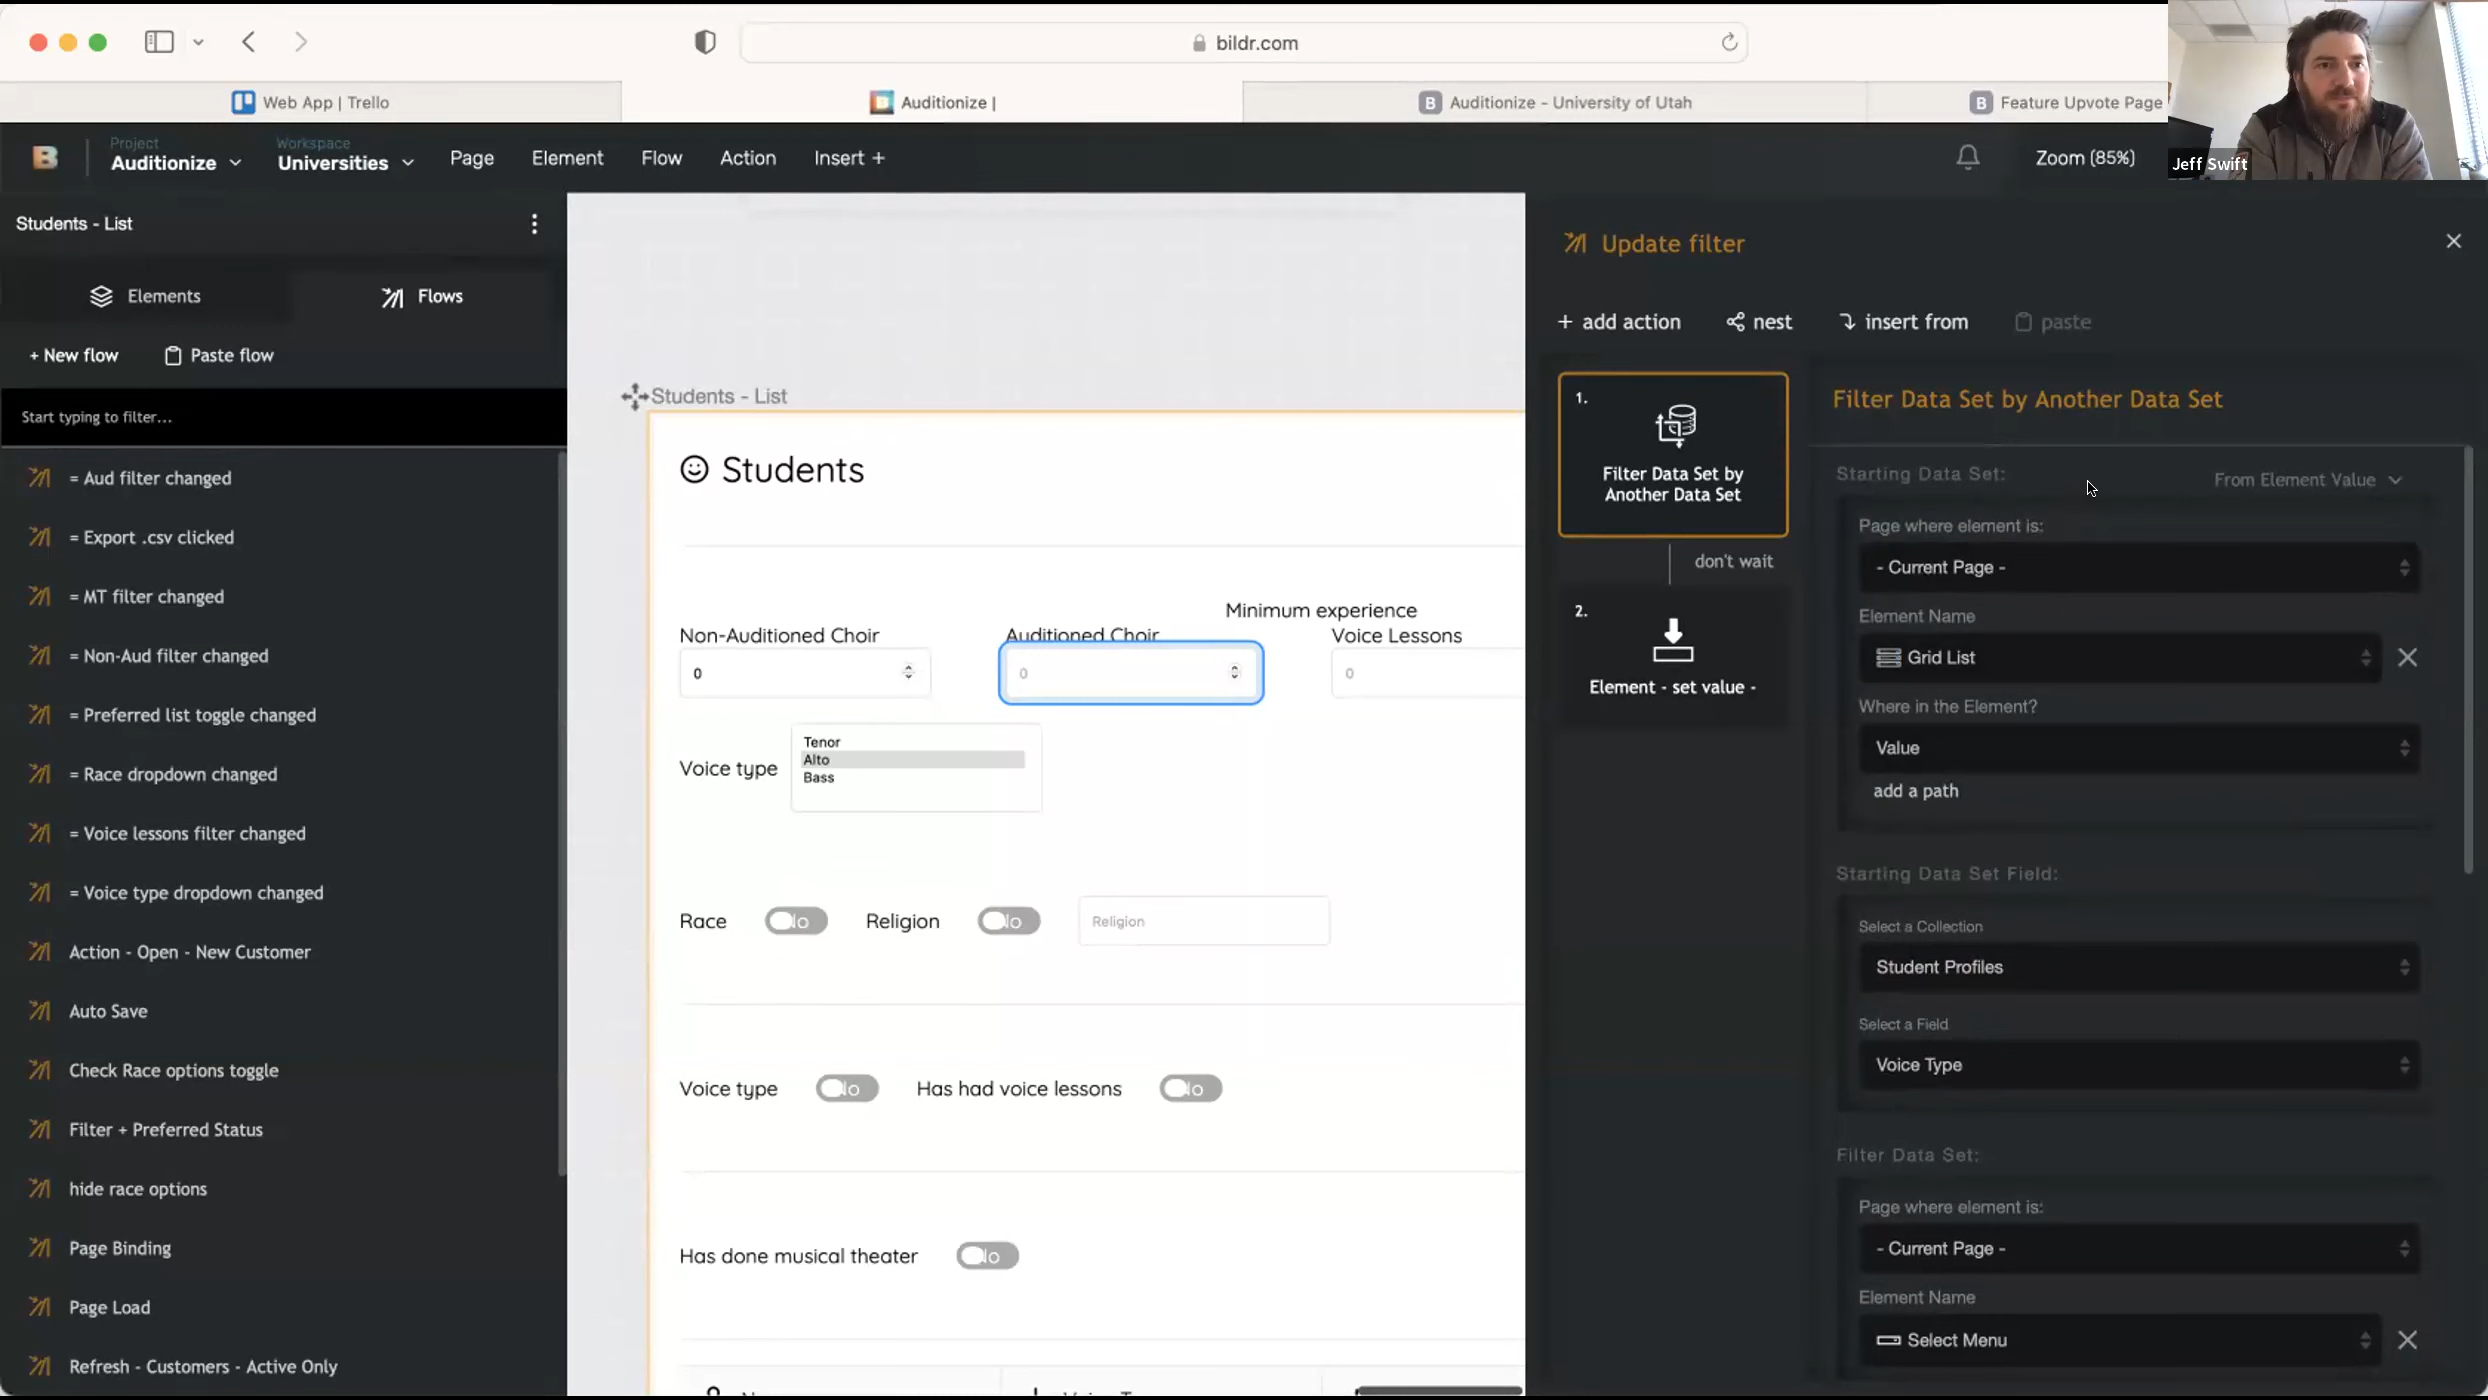 bildr.com
Web App | Trello
Auditionize |
B Auditionize - University of Utah
B Feature Upvote Page
Jeff Swift
B
Project
Auditionize
Workspace
Universities
Page
Element
Flow
Action
Insert +
Zoom (85%)
Students - List
Elements
Flows
+ New flow
Paste flow
Start typing to filter...
= Aud filter changed
= Export .csv clicked
= MT filter changed
= Non-Aud filter changed
= Preferred list toggle changed
= Race dropdown changed
= Voice lessons filter changed
= Voice type dropdown changed
Action - Open - New Customer
Auto Save
Check Race options toggle
Filter + Preferred Status
hide race options
Page Binding
Page Load
Refresh - Customers - Active Only
Students - List
Students
Minimum experience
Non-Auditioned Choir
Auditioned Choir
Voice Lessons
0
0
0
Voice type
Tenor
Alto
Bass
Race
Religion
Religion
Voice type
Has had voice lessons
Has done musical theater
Update filter
+ add action
nest
insert from
paste
1.
Filter Data Set by
Another Data Set
don't wait
2.
Element - set value -
Filter Data Set by Another Data Set
Starting Data Set:
From Element Value
Page where element is:
- Current Page -
Element Name
Grid List
Where in the Element?
Value
add a path
Starting Data Set Field:
Select a Collection
Student Profiles
Select a Field
Voice Type
Filter Data Set:
Page where element is:
- Current Page -
Element Name
Select Menu